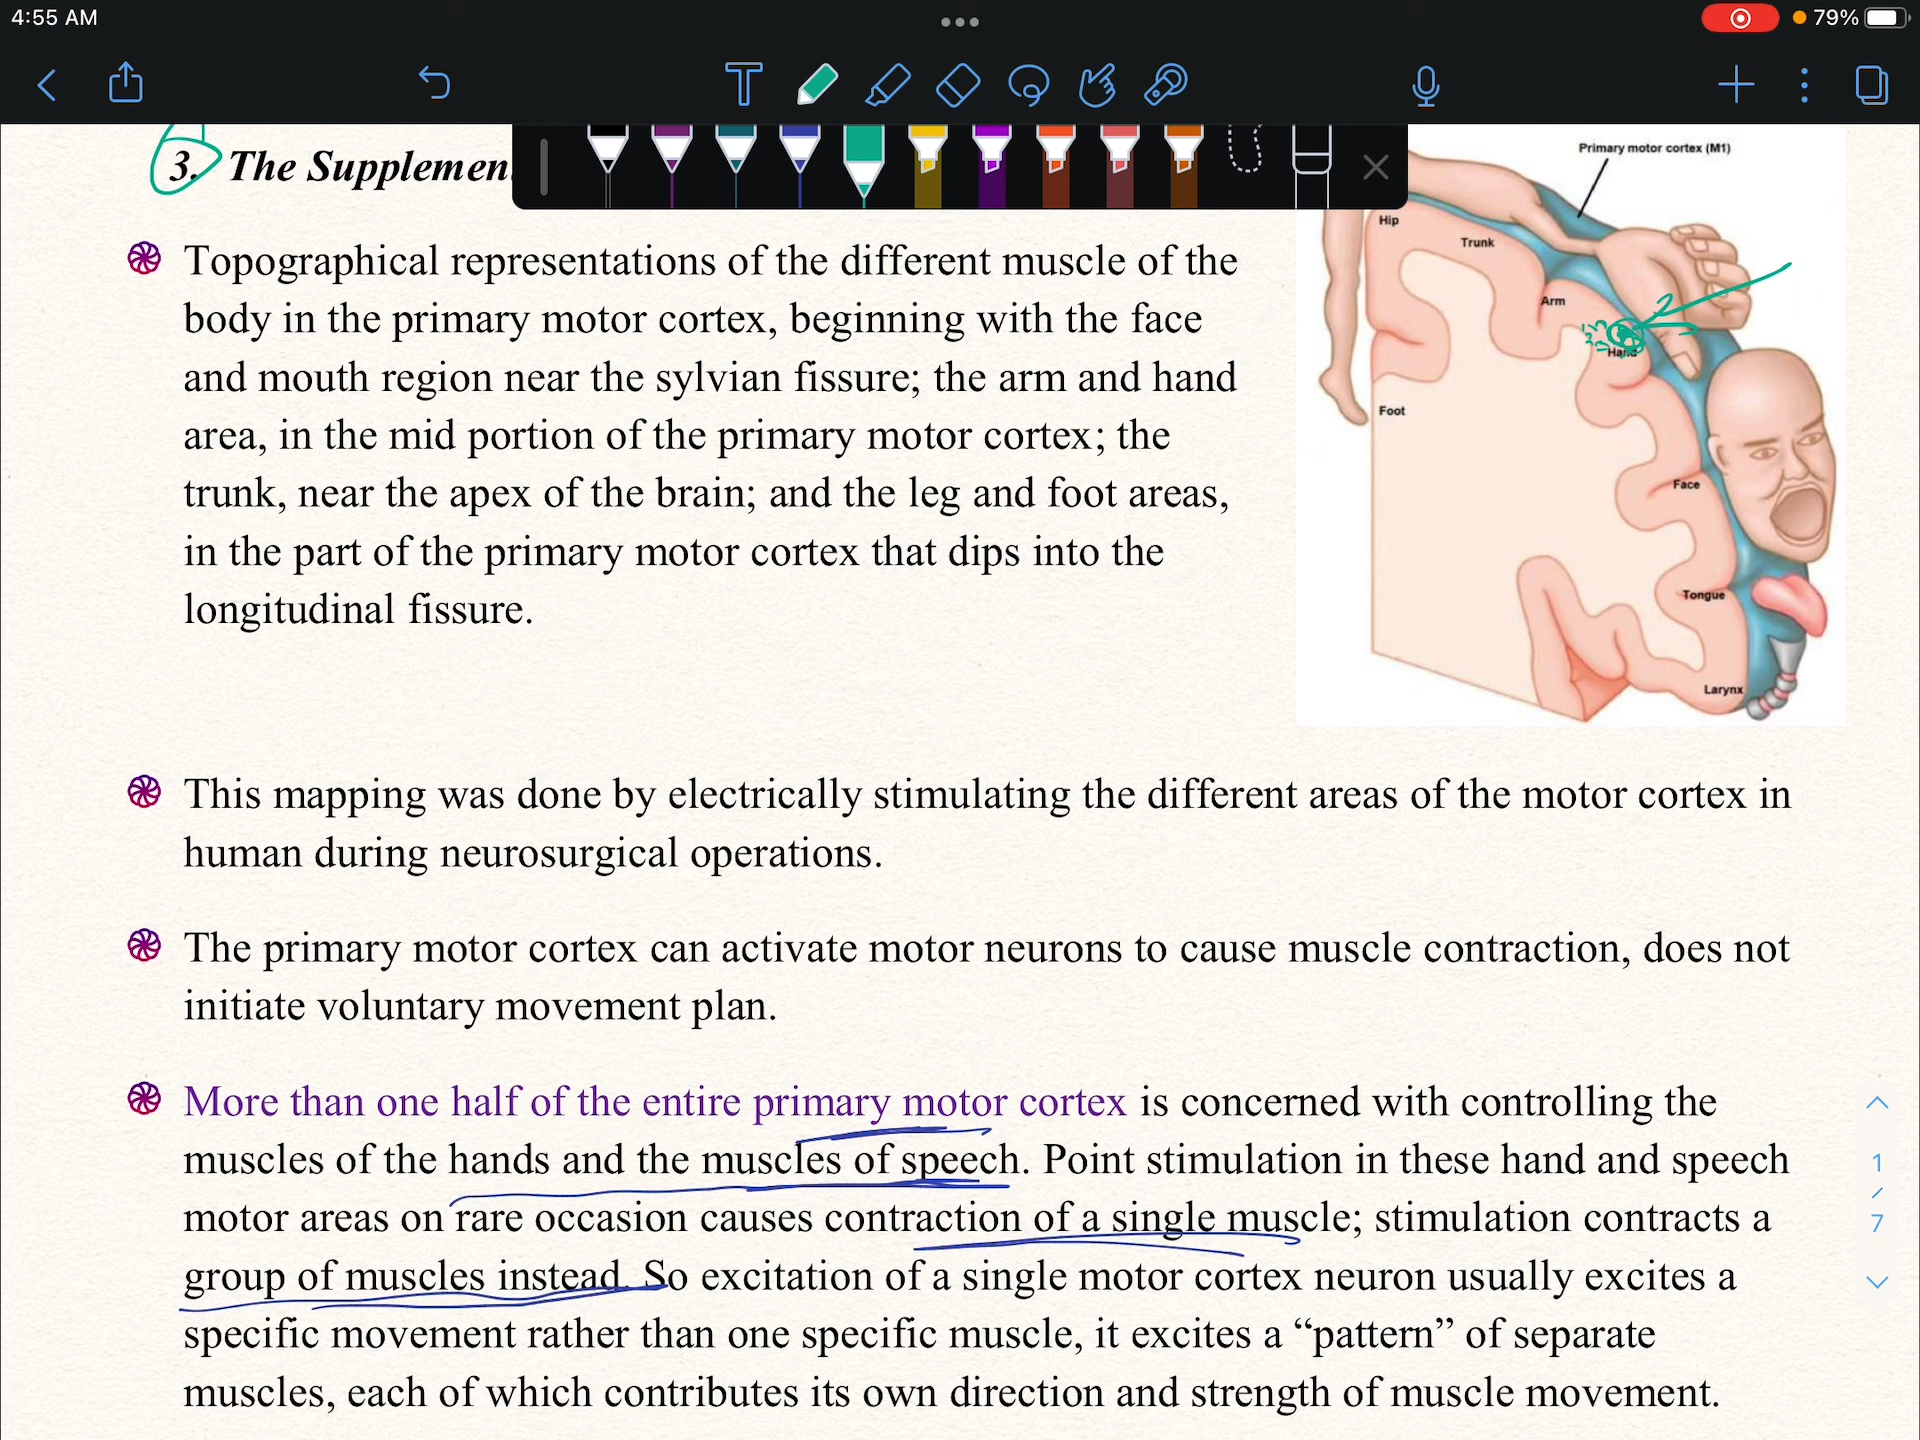 4:55 AM
79%
3. The Supplemen
Primary motor cortex (M1)
Hip
Trunk
Arm
Hand
Foot
Face
Tongue
Larynx
Topographical representations of the different muscle of the
body in the primary motor cortex, beginning with the face
and mouth region near the sylvian fissure; the arm and hand
area, in the mid portion of the primary motor cortex; the
trunk, near the apex of the brain; and the leg and foot areas,
in the part of the primary motor cortex that dips into the
longitudinal fissure.
This mapping was done by electrically stimulating the different areas of the motor cortex in
human during neurosurgical operations.
The primary motor cortex can activate motor neurons to cause muscle contraction, does not
initiate voluntary movement plan.
More than one half of the entire primary motor cortex is concerned with controlling the
muscles of the hands and the muscles of speech. Point stimulation in these hand and speech
motor areas on rare occasion causes contraction of a single muscle; stimulation contracts a
group of muscles instead. So excitation of a single motor cortex neuron usually excites a
specific movement rather than one specific muscle, it excites a “pattern” of separate
muscles, each of which contributes its own direction and strength of muscle movement.
1
/
7